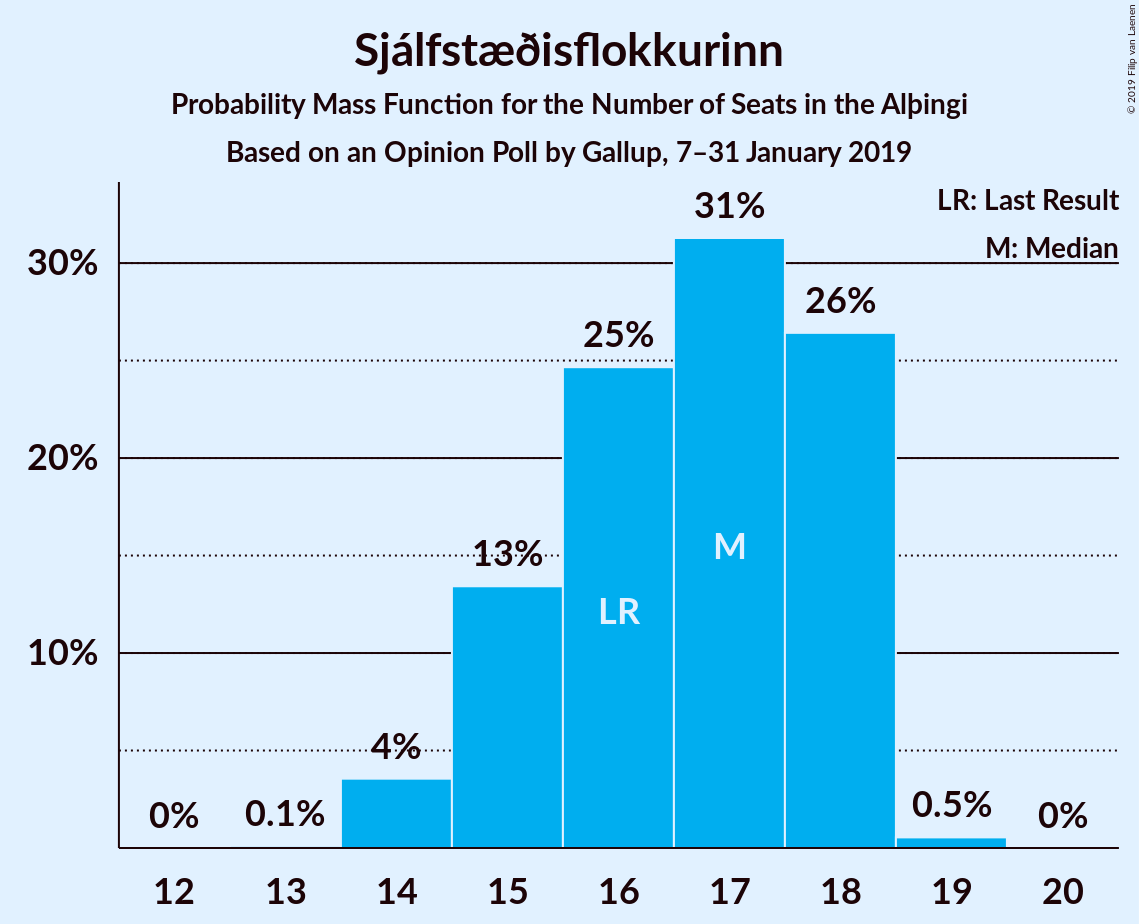 Sjálfstæðisflokkurinn
Probability Mass Function for the Number of Seats in the Alþingi
Based on an Opinion Poll by Gallup, 7–31 January 2019
© 2019 Filip van Laenen
LR: Last Result
M: Median
30%
20%
10%
0%
0.1%
4%
13%
25%
31%
26%
0.5%
0%
LR
M
12 13 14 15 16 17 18 19 20